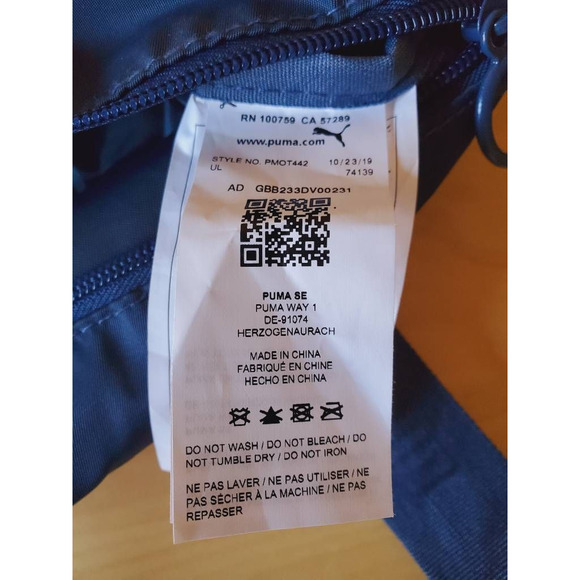 RN 100759 CA 57289
www.puma.com
STYLE NO. PMOT442 10/23/19
UL 74139
AD GBB233DV00231
PUMA SE
PUMA WAY 1
DE-91074
HERZOGENAURACH
MADE IN CHINA
FABRIQUÉ EN CHINE
HECHO EN CHINA
DO NOT WASH / DO NOT BLEACH / DO
NOT TUMBLE DRY / DO NOT IRON
NE PAS LAVER / NE PAS UTILISER / NE
PAS SÉCHER À LA MACHINE / NE PAS
REPASSER